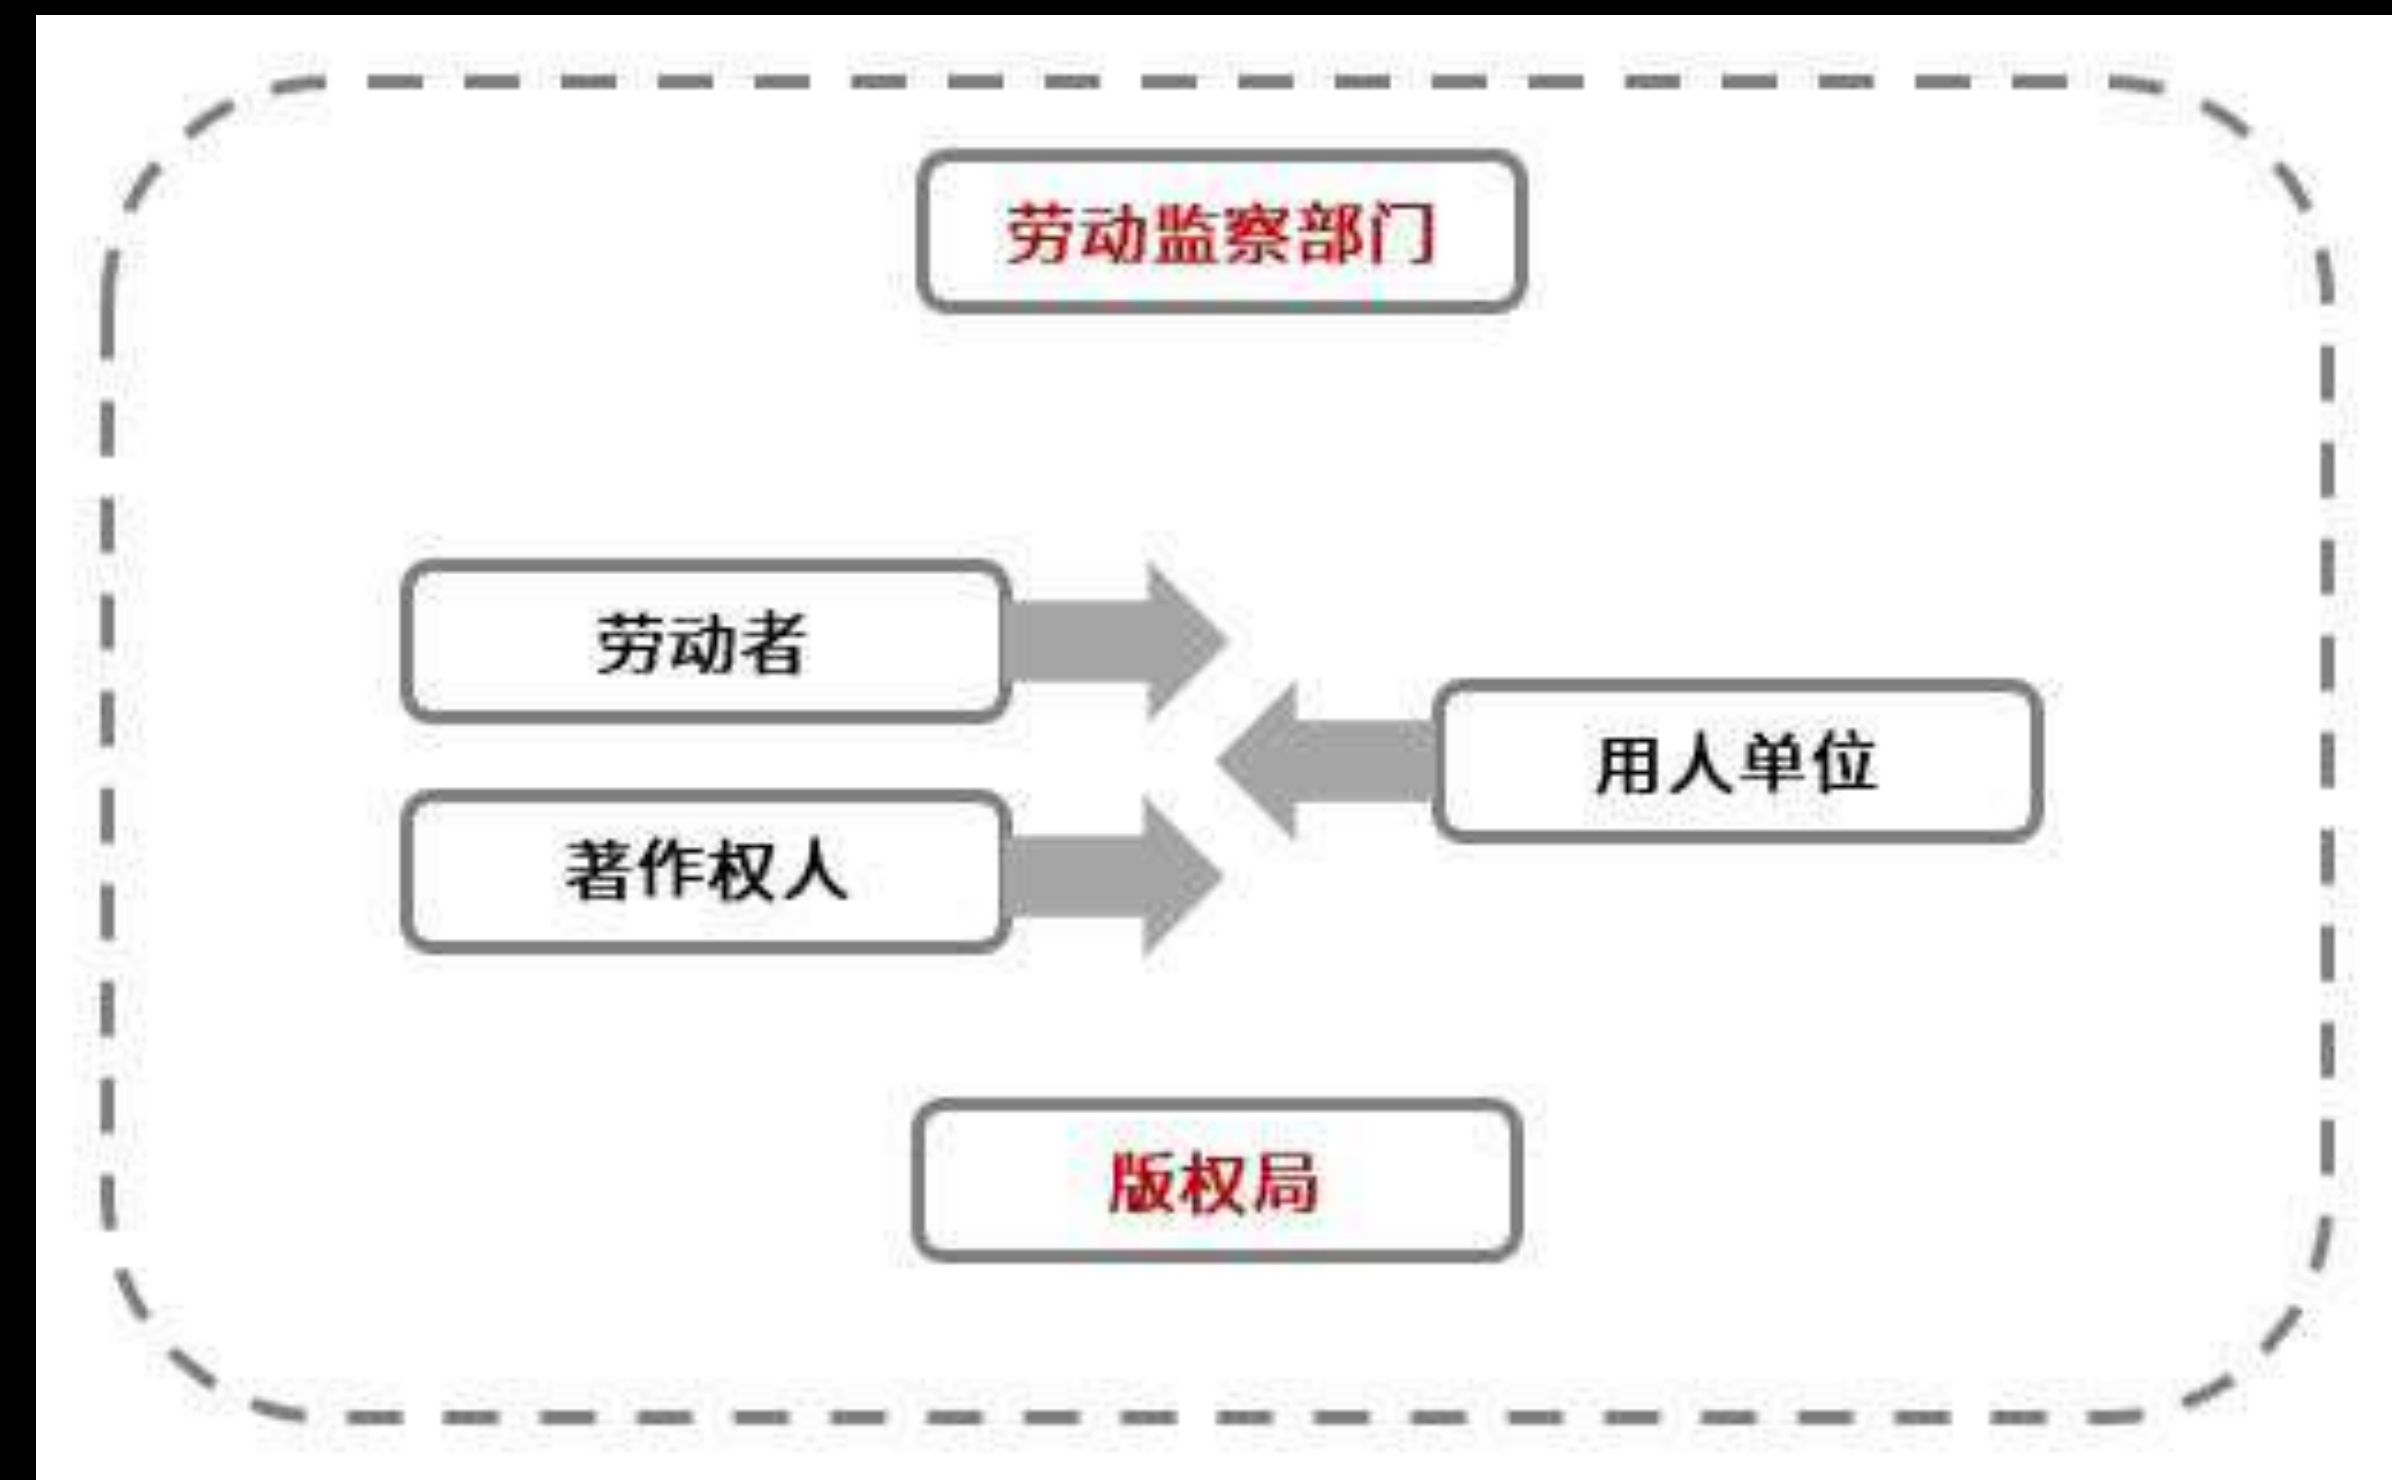 劳动监察部门
劳动者
用人单位
著作权人
版权局